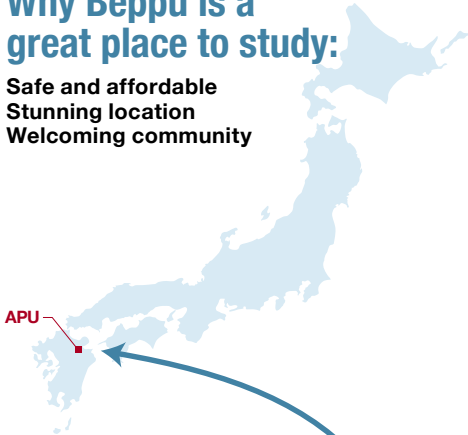 Why Beppu is a
great place to study:
Safe and affordable
Stunning location
Welcoming community
APU